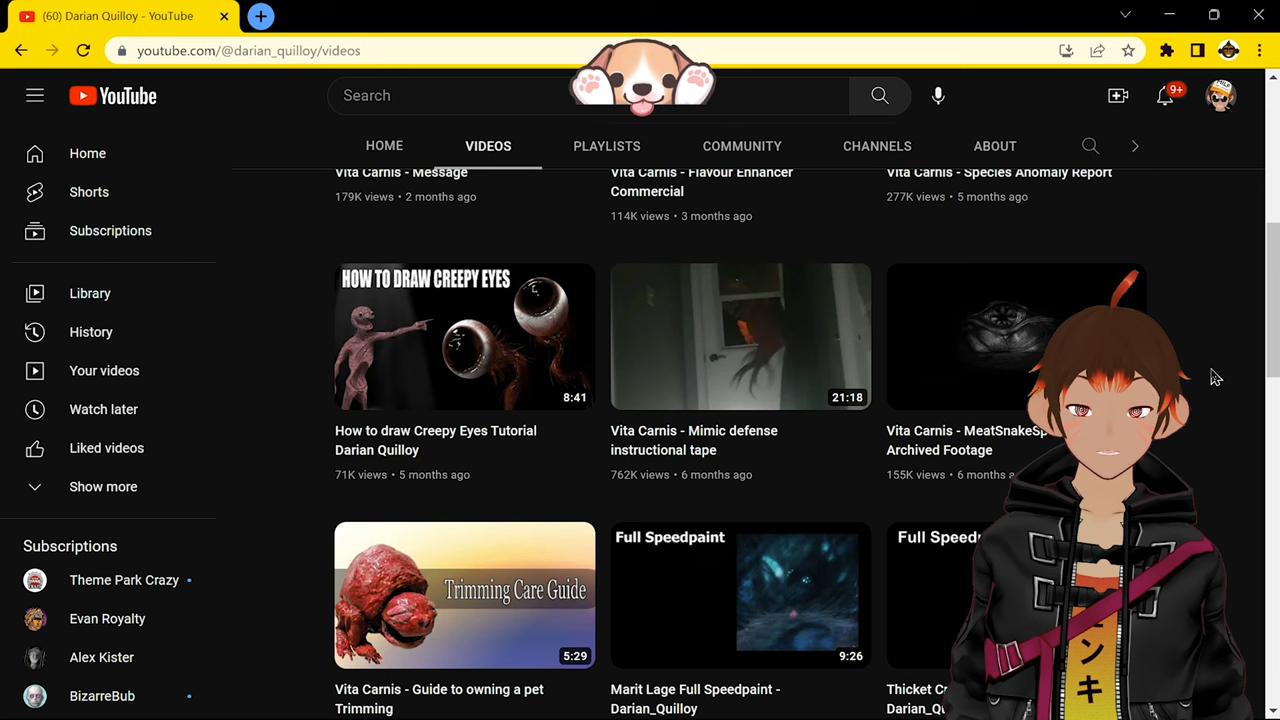 (60) Darian Quilloy - YouTube
youtube.com/@darian_quilloy/videos
YouTube
Search
9+
HOME
VIDEOS
PLAYLISTS
COMMUNITY
CHANNELS
ABOUT
Home
Shorts
Subscriptions
Library
History
Your videos
Watch later
Liked videos
Show more
Subscriptions
Theme Park Crazy
Evan Royalty
Alex Kister
BizarreBub
Vita Carnis - Message
179K views • 2 months ago
Vita Carnis - Flavour Enhancer
Commercial
114K views • 3 months ago
Vita Carnis - Species Anomaly Report
277K views • 5 months ago
HOW TO DRAW CREEPY EYES
8:41
How to draw Creepy Eyes Tutorial
Darian Quilloy
71K views • 5 months ago
21:18
Vita Carnis - Mimic defense
instructional tape
762K views • 5 months ago
Vita Carnis - MeatSnakeSp
Archived Footage
155K views • 6 m
Trimming Care Guide
5:29
Vita Carnis - Guide to owning a pet
Trimming
Full Speedpaint
9:26
Marit Lage Full Speedpaint -
Darian_Quilloy
Full Speed
Thicket C
Darian_Qu
ンキ